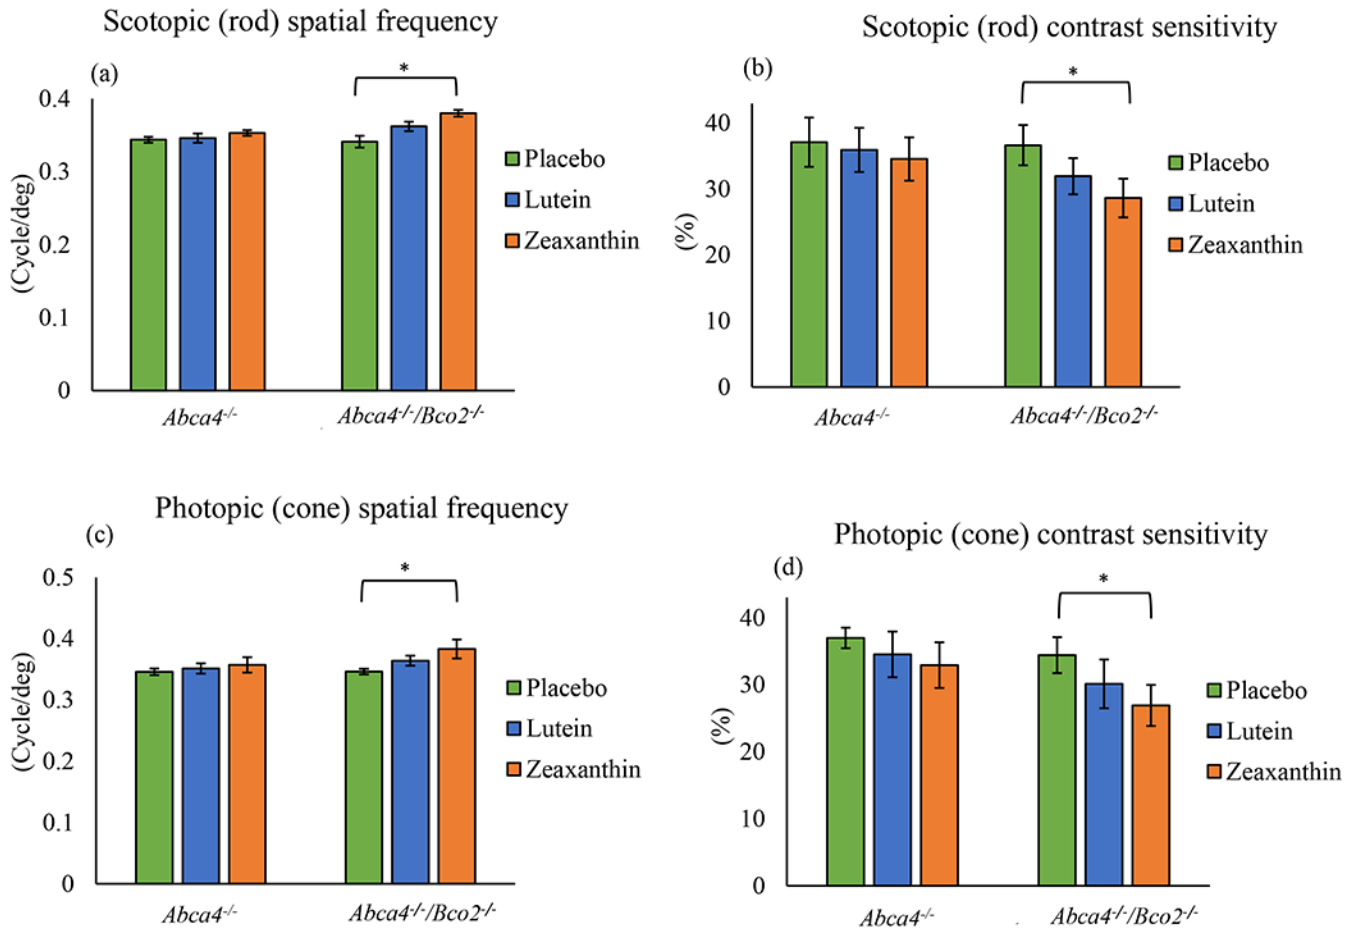 Scotopic (rod) spatial frequency
(a)
*
0.4
0.3
0.2
0.1
0
(Cycle/deg)
Placebo
Lutein
Zeaxanthin
Abca4-/-
Abca4-/-/Bco2-/-
Scotopic (rod) contrast sensitivity
(b)
*
40
30
20
10
0
(%)
Placebo
Lutein
Zeaxanthin
Abca4-/-
Abca4-/-/Bco2-/-
Photopic (cone) spatial frequency
(c)
*
0.5
0.4
0.3
0.2
0.1
0
(Cycle/deg)
Placebo
Lutein
Zeaxanthin
Abca4-/-
Abca4-/-/Bco2-/-
Photopic (cone) contrast sensitivity
(d)
*
40
30
20
10
0
(%)
Placebo
Lutein
Zeaxanthin
Abca4-/-
Abca4-/-/Bco2-/-